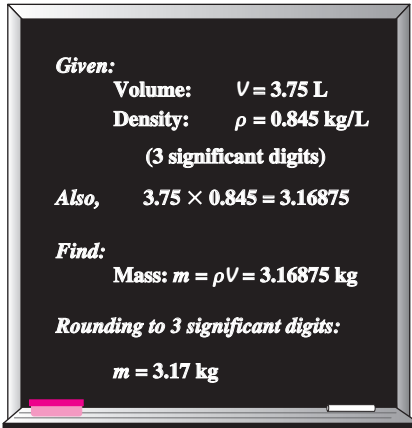 Given:
Volume: V = 3.75 L
Density: ρ = 0.845 kg/L
(3 significant digits)
Also, 3.75 × 0.845 = 3.16875
Find:
Mass: m = ρV = 3.16875 kg
Rounding to 3 significant digits:
m = 3.17 kg